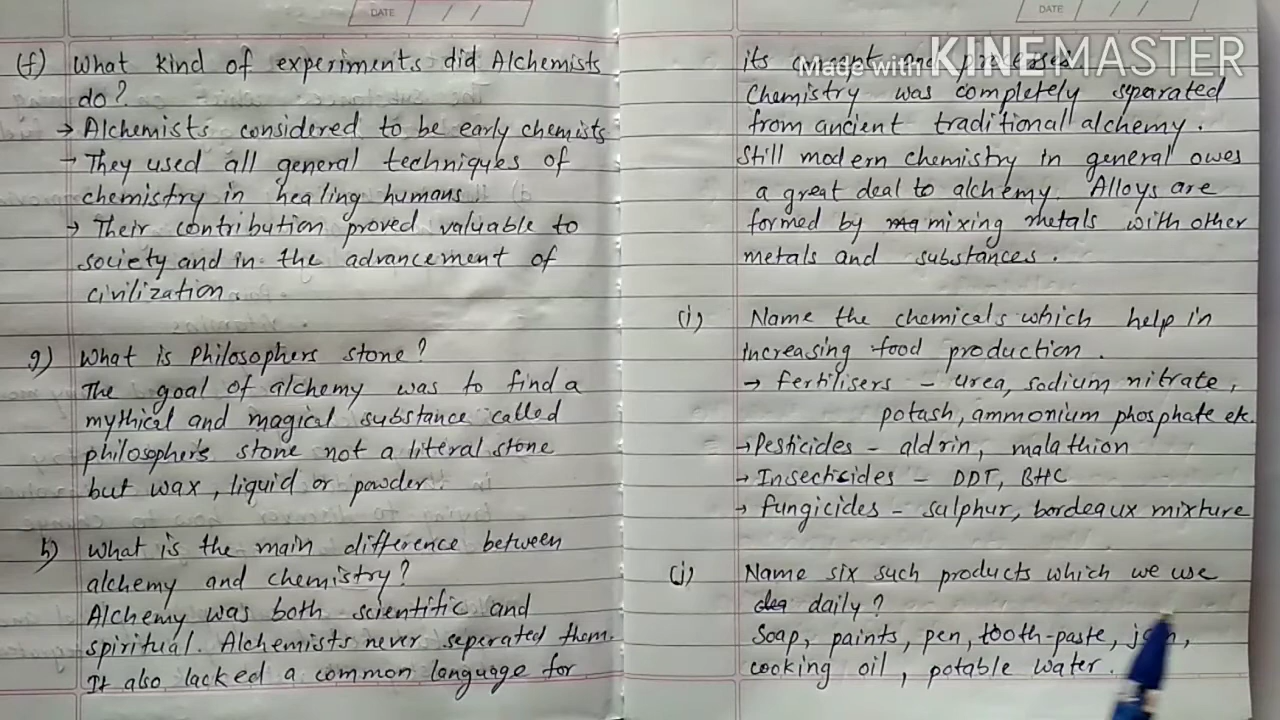 DATE / /
(f) What kind of experiments did Alchemists
do?
→ Alchemists considered to be early chemists
→ They used all general techniques of
chemistry in healing humans.
→ Their contribution proved valuable to
society and in the advancement of
civilization.
g) What is Philosophers stone?
The goal of alchemy was to find a
mythical and magical substance called
philosopher's stone not a literal stone
but wax, liquid or powder.
h) What is the main difference between
alchemy and chemistry?
Alchemy was both scientific and
spiritual. Alchemists never seperated them.
It also lacked a common language for
DATE / /
Made with KINEMASTER
its concept and processes.
Chemistry was completely separated
from ancient traditional alchemy.
Still modern chemistry in general owes
a great deal to alchemy. Alloys are
formed by mixing metals with other
metals and substances.
(i) Name the chemicals which help in
increasing food production.
→ fertilisers - urea, sodium nitrate,
potash, ammonium phosphate etc.
→ Pesticides - aldrin, malathion
→ Insecticides - DDT, BHC
→ fungicides - sulphur, bordeaux mixture
(j) Name six such products which we use
daily?
Soap, paints, pen, tooth-paste,
cooking oil, potable water.